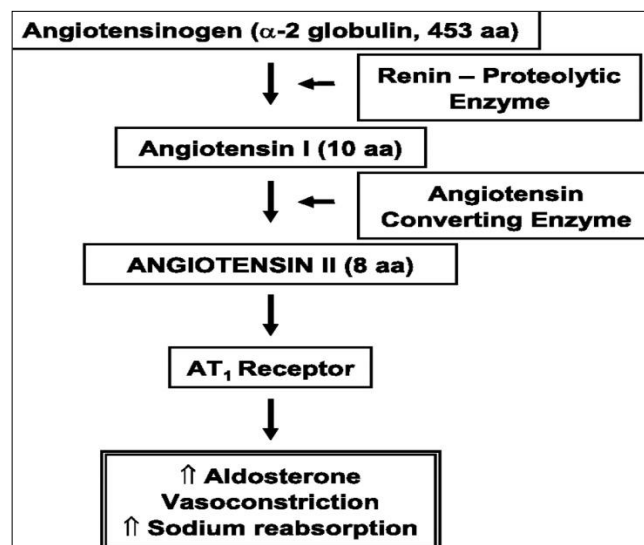 Angiotensinogen (α-2 globulin, 453 aa)
Renin – Proteolytic
Enzyme
Angiotensin I (10 aa)
Angiotensin
Converting Enzyme
ANGIOTENSIN II (8 aa)
AT₁ Receptor
⇑ Aldosterone
Vasoconstriction
⇑ Sodium reabsorption